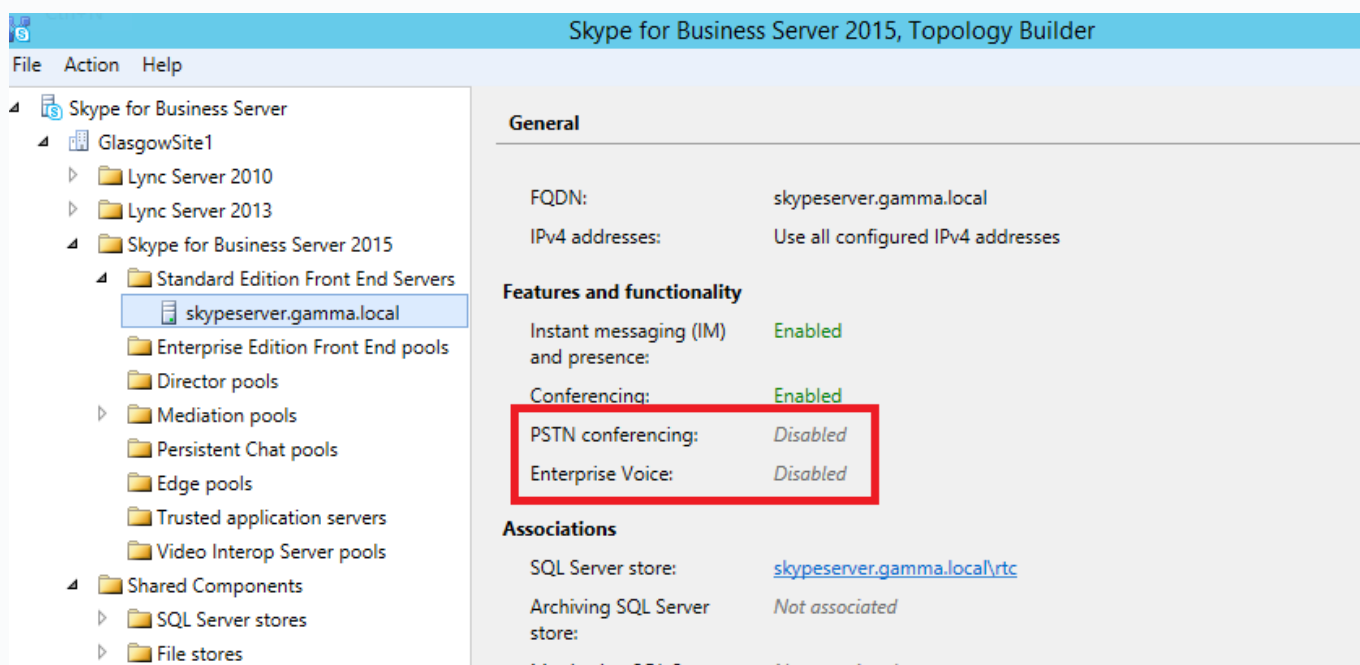 Skype for Business Server 2015, Topology Builder
File Action Help
Skype for Business Server
GlasgowSite1
Lync Server 2010
Lync Server 2013
Skype for Business Server 2015
Standard Edition Front End Servers
skypeserver.gamma.local
Enterprise Edition Front End pools
Director pools
Mediation pools
Persistent Chat pools
Edge pools
Trusted application servers
Video Interop Server pools
Shared Components
SQL Server stores
File stores
General
FQDN: skypeserver.gamma.local
IPv4 addresses: Use all configured IPv4 addresses
Features and functionality
Instant messaging (IM) Enabled
and presence:
Conferencing: Enabled
PSTN conferencing: Disabled
Enterprise Voice: Disabled
Associations
SQL Server store: skypeserver.gamma.local\rtc
Archiving SQL Server Not associated
store: